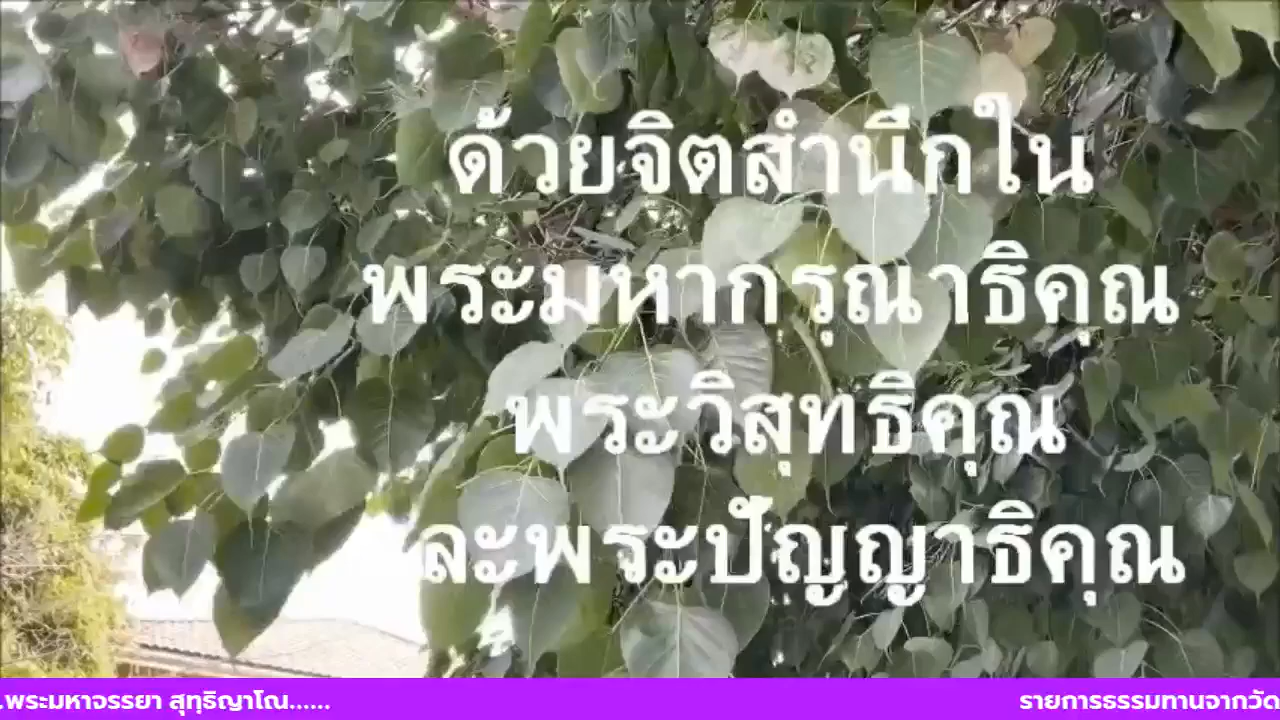 ด้วยจิตสำนึกใน
พระมหากรุณาธิคุณ
พระวิสุทธิคุณ
ละพระปัญญาธิคุณ
.พระมหาจรรยา สุทฺธิญาโณ...... รายการธรรมทานจากวัด